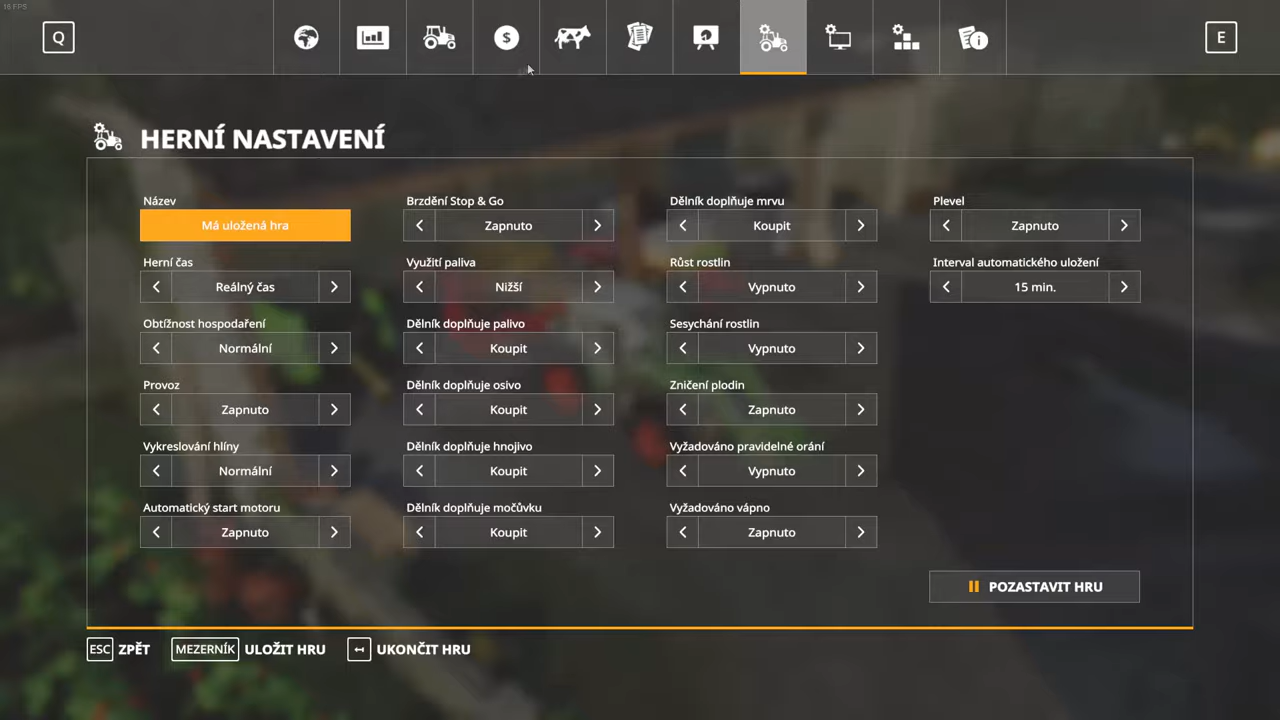 16 FPS
Q
E
HERNÍ NASTAVENÍ
Název
Má uložená hra
Herní čas
Reálný čas
Obtížnost hospodaření
Normální
Provoz
Zapnuto
Vykreslování hlíny
Normální
Automatický start motoru
Zapnuto
Brzdění Stop & Go
Zapnuto
Využití paliva
Nižší
Dělník doplňuje palivo
Koupit
Dělník doplňuje osivo
Koupit
Dělník doplňuje hnojivo
Koupit
Dělník doplňuje močůvku
Koupit
Dělník doplňuje mrvu
Koupit
Růst rostlin
Vypnuto
Sesychání rostlin
Vypnuto
Zničení plodin
Zapnuto
Vyžadováno pravidelné orání
Vypnuto
Vyžadováno vápno
Zapnuto
Plevel
Zapnuto
Interval automatického uložení
15 min.
POZASTAVIT HRU
ESC ZPĚT MEZERNÍK ULOŽIT HRU UKONČIT HRU